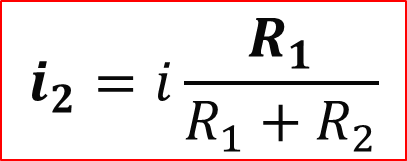 i₂ = i R₁ / (R₁ + R₂)